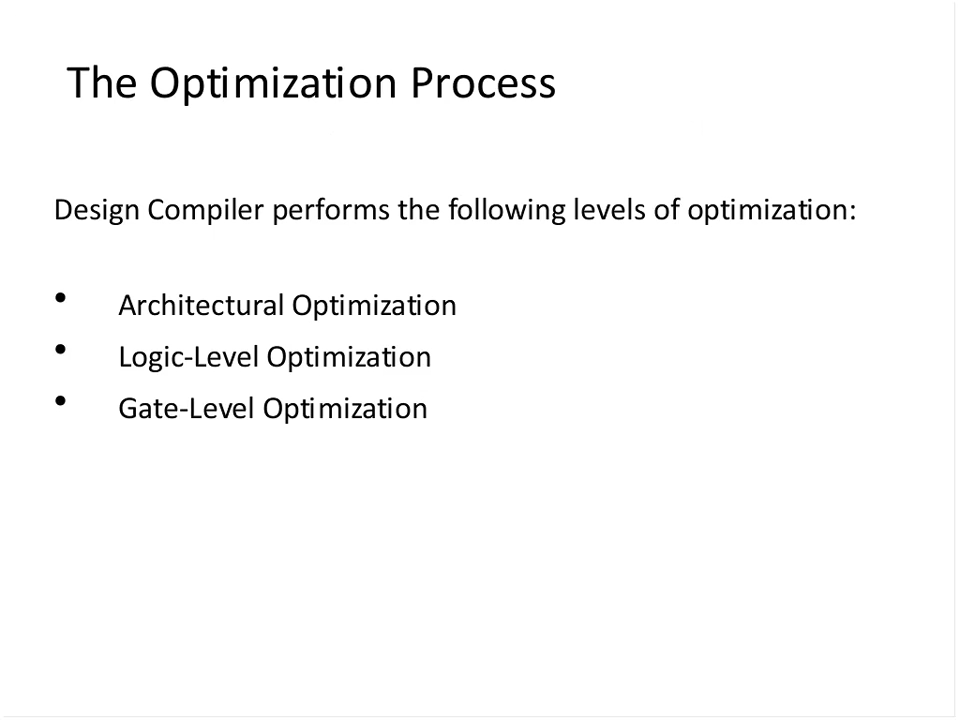 The Optimization Process
Design Compiler performs the following levels of optimization:
• Architectural Optimization
• Logic-Level Optimization
• Gate-Level Optimization